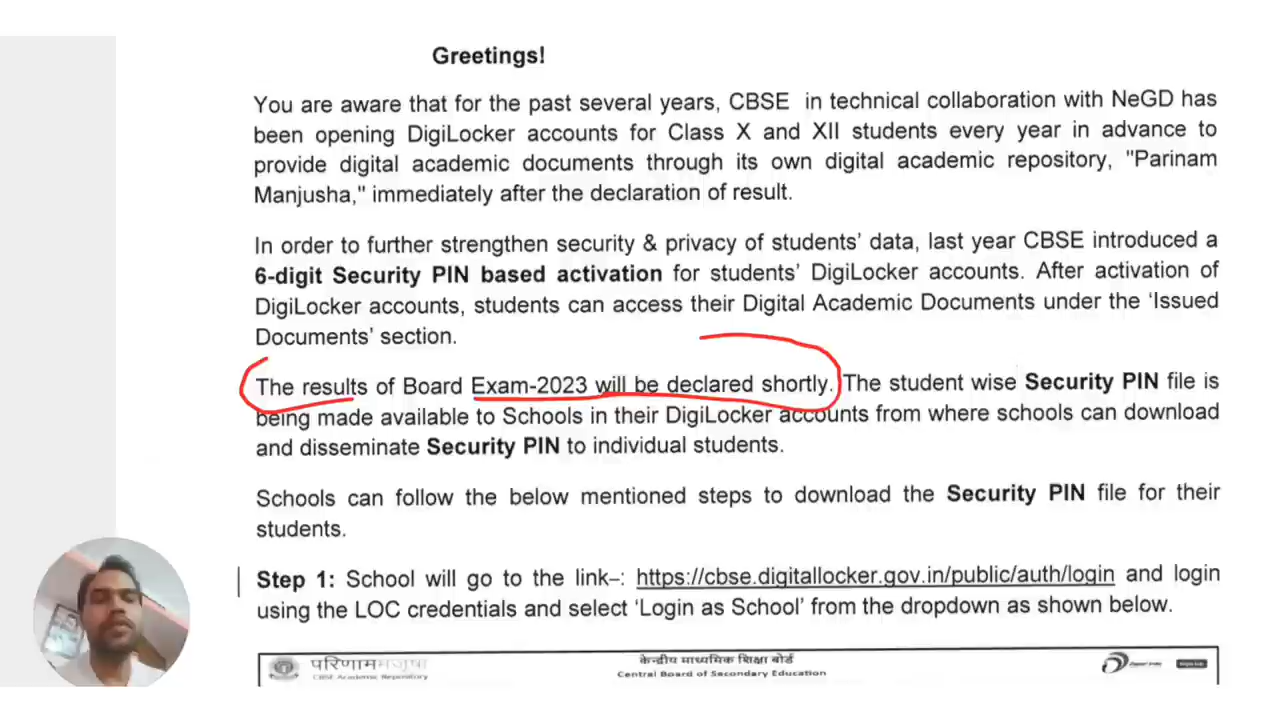 Greetings!
You are aware that for the past several years, CBSE in technical collaboration with NeGD has
been opening DigiLocker accounts for Class X and XII students every year in advance to
provide digital academic documents through its own digital academic repository, "Parinam
Manjusha," immediately after the declaration of result.
In order to further strengthen security & privacy of students' data, last year CBSE introduced a
6-digit Security PIN based activation for students' DigiLocker accounts. After activation of
DigiLocker accounts, students can access their Digital Academic Documents under the 'Issued
Documents' section.
The results of Board Exam-2023 will be declared shortly. The student wise Security PIN file is
being made available to Schools in their DigiLocker accounts from where schools can download
and disseminate Security PIN to individual students.
Schools can follow the below mentioned steps to download the Security PIN file for their
students.
Step 1: School will go to the link–: https://cbse.digitallocker.gov.in/public/auth/login and login
using the LOC credentials and select 'Login as School' from the dropdown as shown below.
परिणाम मंजूषा
CBSE Academic Repository
केन्द्रीय माध्यमिक शिक्षा बोर्ड
Central Board of Secondary Education